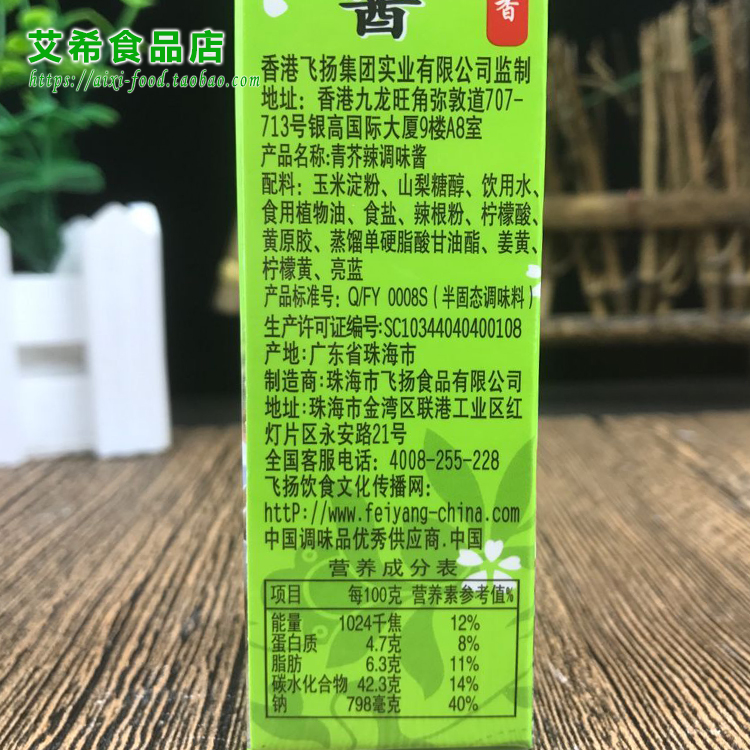 艾希食品店
https://aixi-food.taobao.com/
酱
香
香港飞扬集团实业有限公司监制
地址：香港九龙旺角弥敦道707-
713号银高国际大厦9楼A8室
产品名称:青芥辣调味酱
配料：玉米淀粉、山梨糖醇、饮用水、
食用植物油、食盐、辣根粉、柠檬酸、
黄原胶、蒸馏单硬脂酸甘油酯、姜黄、
柠檬黄、亮蓝
产品标准号：Q/FY 0008S（半固态调味料）
生产许可证编号:SC10344040400108
产地:广东省珠海市
制造商:珠海市飞扬食品有限公司
地址:珠海市金湾区联港工业区红
灯片区永安路21号
全国客服电话：4008-255-228
飞扬饮食文化传播网:
httP://www.feiyang-china.com
中国调味品优秀供应商.中国
营养成分表
项目 每100克 营养素参考值%
能量 1024千焦 12%
蛋白质 4.7克 8%
脂肪 6.3克 11%
碳水化合物 42.3克 14%
钠 798毫克 40%